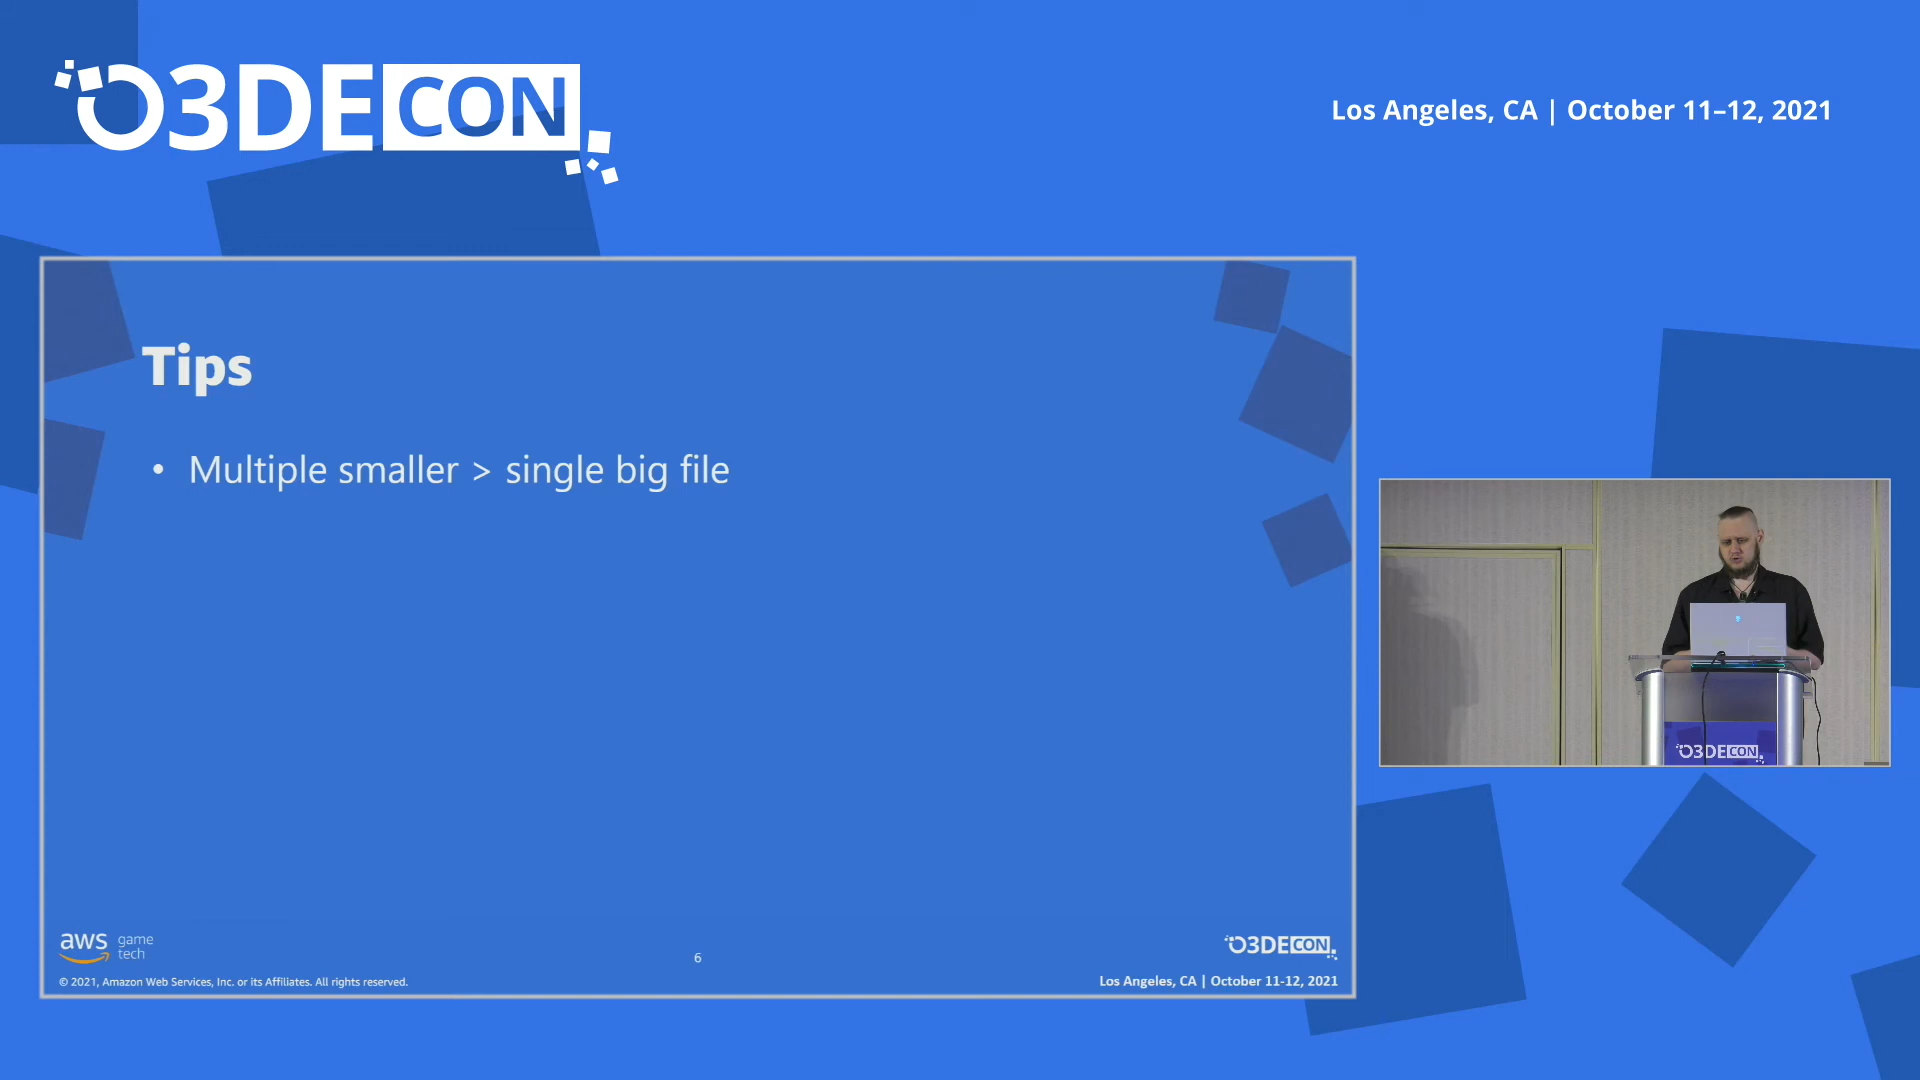 O3DECON
Los Angeles, CA | October 11–12, 2021
Tips
• Multiple smaller > single big file
aws game tech
6
O3DECON
© 2021, Amazon Web Services, Inc. or its Affiliates. All rights reserved.
Los Angeles, CA | October 11-12, 2021
O3DECON